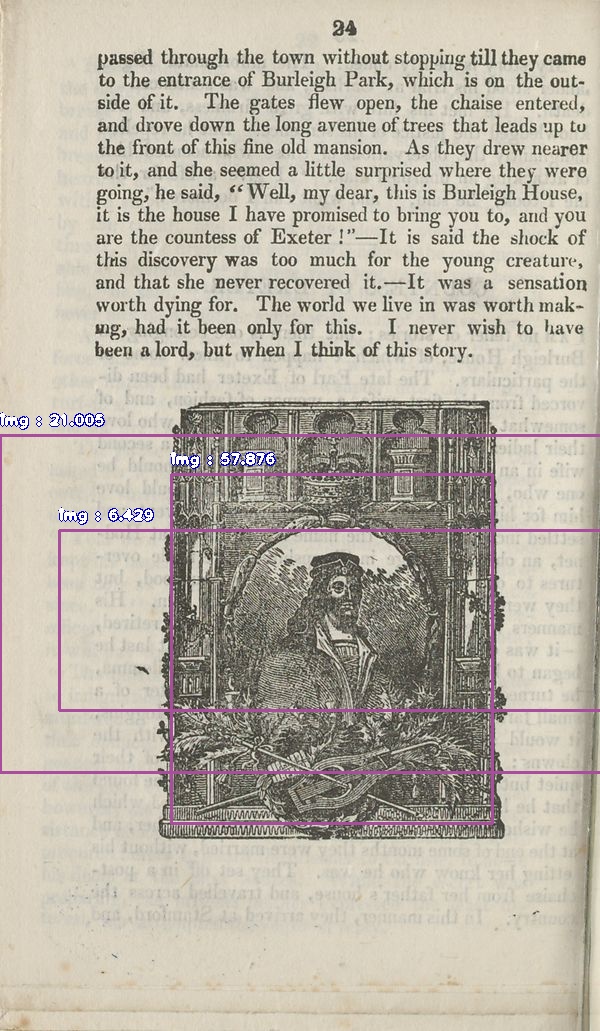 24
passed through the town without stopping till they came
to the entrance of Burleigh Park, which is on the out-
side of it. The gates flew open, the chaise entered,
and drove down the long avenue of trees that leads up to
the front of this fine old mansion. As they drew nearer
to it, and she seemed a little surprised where they were
going, he said, “Well, my dear, this is Burleigh House,
it is the house I have promised to bring you to, and you
are the countess of Exeter !”—It is said the shock of
this discovery was too much for the young creature,
and that she never recovered it.—It was a sensation
worth dying for. The world we live in was worth mak-
ing, had it been only for this. I never wish to have
been a lord, but when I think of this story.
img : 21.005
img : 57.876
img : 6.429